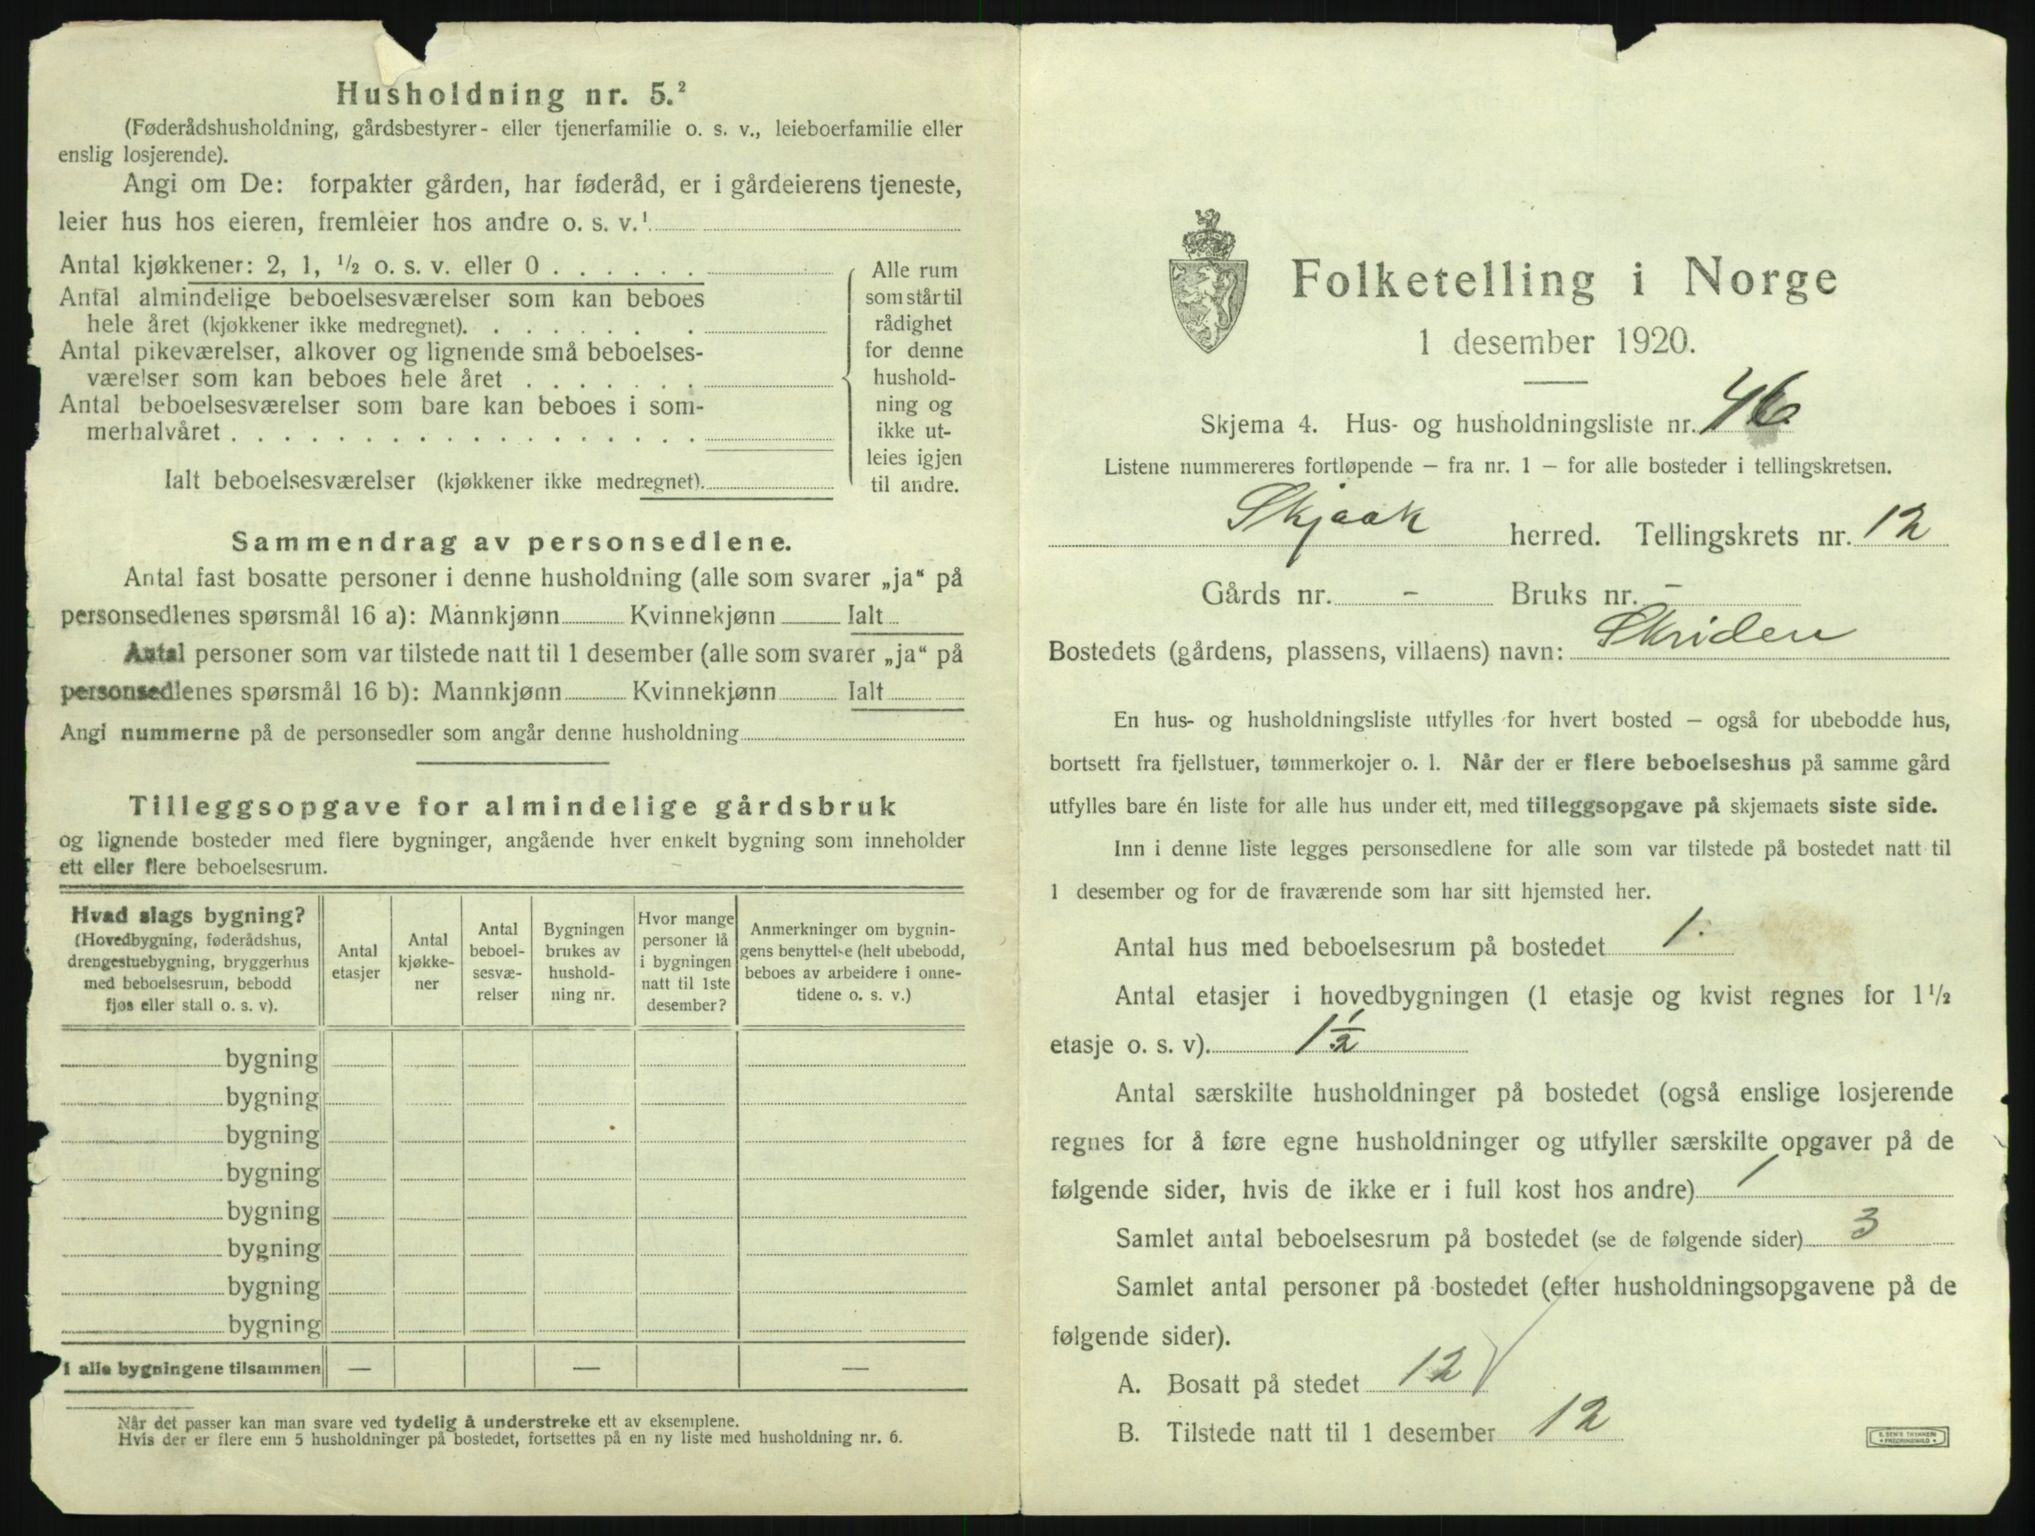 Husholdning nr. 5.²
(Føderådshusholdning, gårdsbestyrer- eller tjenerfamilie o. s. v., leieboerfamilie eller
enslig losjerende).
Angi om De: forpakter gården, har føderåd, er i gårdeierens tjeneste,
leier hus hos eieren, fremleier hos andre o. s. v.¹
Antal kjøkkener: 2, 1, ½ o. s. v. eller 0 . . . . . .
Antal almindelige beboelsesværelser som kan beboes
hele året (kjøkkener ikke medregnet). . . . . . . .
Antal pikeværelser, alkover og lignende små beboelses-
værelser som kan beboes hele året . . . . . . .
Antal beboelsesværelser som bare kan beboes i som-
merhalvåret . . . . . . . . . . . . . . . . . .
Ialt beboelsesværelser (kjøkkener ikke medregnet).
Alle rum
som står til
rådighet
for denne
hushold-
ning og
ikke ut-
leies igjen
til andre.
Sammendrag av personsedlene.
Antal fast bosatte personer i denne husholdning (alle som svarer „ja“ på
personsedlenes spørsmål 16 a): Mannkjønn Kvinnekjønn Ialt
Antal personer som var tilstede natt til 1 desember (alle som svarer „ja“ på
personsedlenes spørsmål 16 b): Mannkjønn Kvinnekjønn Ialt
Angi nummerne på de personsedler som angår denne husholdning
Tilleggsopgave for almindelige gårdsbruk
og lignende bosteder med flere bygninger, angående hver enkelt bygning som inneholder
ett eller flere beboelsesrum.
Hvad slags bygning?
(Hovedbygning, føderådshus,
drengestuebygning, bryggerhus
med beboelsesrum, bebodd
fjøs eller stall o. s. v).
Antal
etasjer
Antal
kjøkke-
ner
Antal
beboel-
sesvæ-
relser
Bygningen
brukes av
hushold-
ning nr.
Hvor mange
personer lå
i bygningen
natt til 1ste
desember?
Anmerkninger om bygnin-
gens benyttelse (helt ubebodd,
beboes av arbeidere i onne-
tidene o. s. v.)
bygning
bygning
bygning
bygning
bygning
bygning
bygning
bygning
I alle bygningene tilsammen — — —
Når det passer kan man svare ved tydelig å understreke ett av eksemplene.
Hvis der er flere enn 5 husholdninger på bostedet, fortsettes på en ny liste med husholdning nr. 6.
Folketelling i Norge
1 desember 1920.
Skjema 4. Hus- og husholdningsliste nr. 46
Listene nummereres fortløpende – fra nr. 1 – for alle bosteder i tellingskretsen.
Skjaak herred. Tellingskrets nr. 12
Gårds nr. - Bruks nr. -
Bostedets (gårdens, plassens, villaens) navn: Skriden
En hus- og husholdningsliste utfylles for hvert bosted – også for ubebodde hus,
bortsett fra fjellstuer, tømmerkojer o. l. Når der er flere beboelseshus på samme gård
utfylles bare én liste for alle hus under ett, med tilleggsopgave på skjemaets siste side.
Inn i denne liste legges personsedlene for alle som var tilstede på bostedet natt til
1 desember og for de fraværende som har sitt hjemsted her.
Antal hus med beboelsesrum på bostedet 1.
Antal etasjer i hovedbygningen (1 etasje og kvist regnes for 1½
etasje o. s. v). 1½
Antal særskilte husholdninger på bostedet (også enslige losjerende
regnes for å føre egne husholdninger og utfyller særskilte opgaver på de
følgende sider, hvis de ikke er i full kost hos andre) 1
Samlet antal beboelsesrum på bostedet (se de følgende sider) 3
Samlet antal personer på bostedet (efter husholdningsopgavene på de
følgende sider).
A. Bosatt på stedet 12
B. Tilstede natt til 1 desember 12